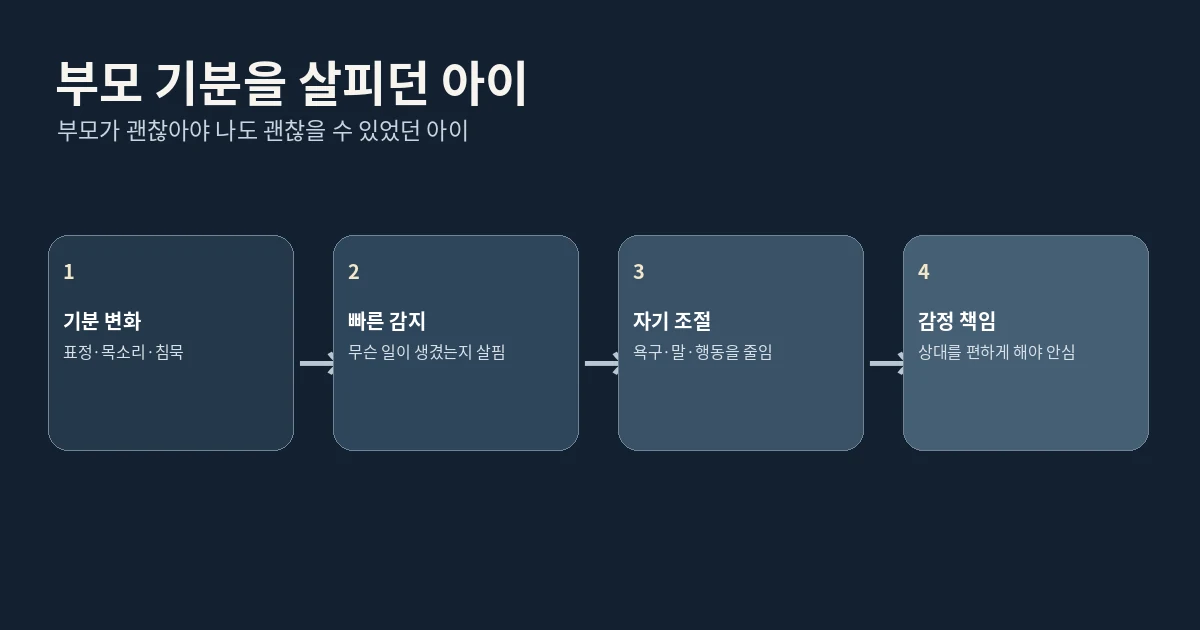 부모 기분을 살피던 아이
부모가 괜찮아야 나도 괜찮을 수 있었던 아이
1
기분 변화
표정·목소리·침묵
2
빠른 감지
무슨 일이 생겼는지 살핌
3
자기 조절
욕구·말·행동을 줄임
4
감정 책임
상대를 편하게 해야 안심